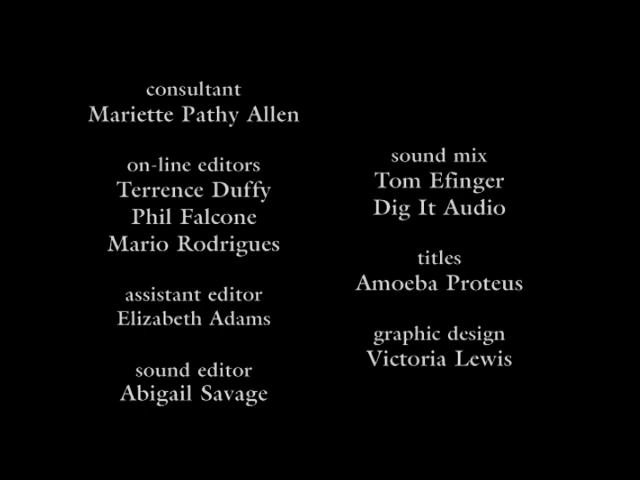 consultant
Mariette Pathy Allen
on-line editors
Terrence Duffy
Phil Falcone
Mario Rodrigues
assistant editor
Elizabeth Adams
sound editor
Abigail Savage
sound mix
Tom Efinger
Dig It Audio
titles
Amoeba Proteus
graphic design
Victoria Lewis